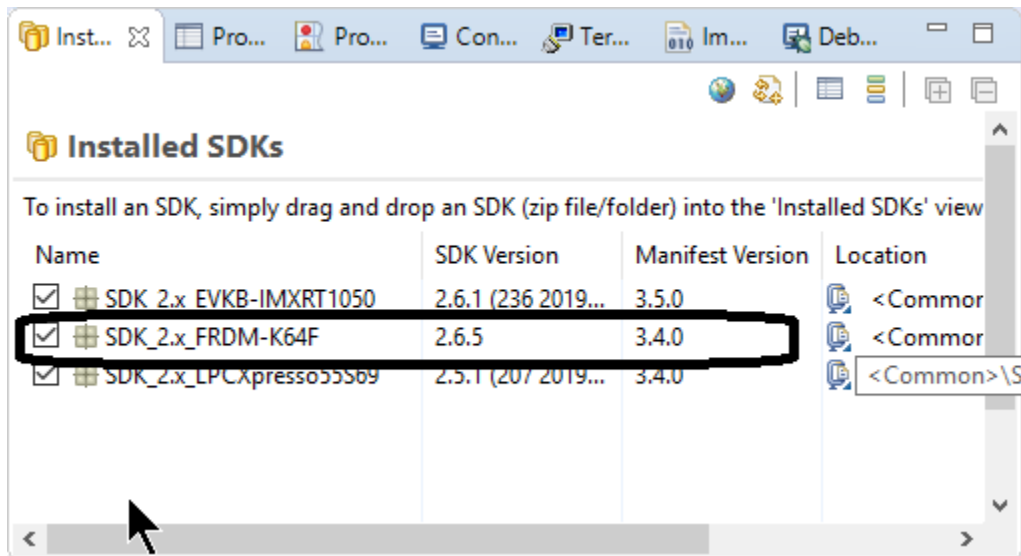 Inst... Pro... Pro... Con... Ter... Im... Deb...
Installed SDKs
To install an SDK, simply drag and drop an SDK (zip file/folder) into the 'Installed SDKs' view
Name SDK Version Manifest Version Location
SDK_2.x_EVKB-IMXRT1050 2.6.1 (236 2019... 3.5.0 <Common
SDK_2.x_FRDM-K64F 2.6.5 3.4.0 <Common
SDK_2.x_LPCXpresso55S69 2.5.1 (207 2019... 3.4.0 <Common>\S